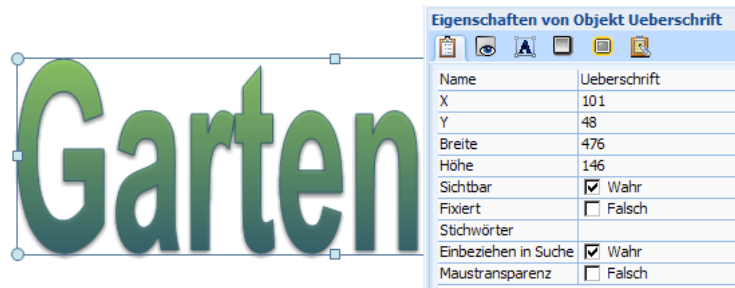 Garten
Eigenschaften von Objekt Ueberschrift
Name Ueberschrift
X 101
Y 48
Breite 476
Höhe 146
Sichtbar Wahr
Fixiert Falsch
Stichwörter
Einbeziehen in Suche Wahr
Maustransparenz Falsch